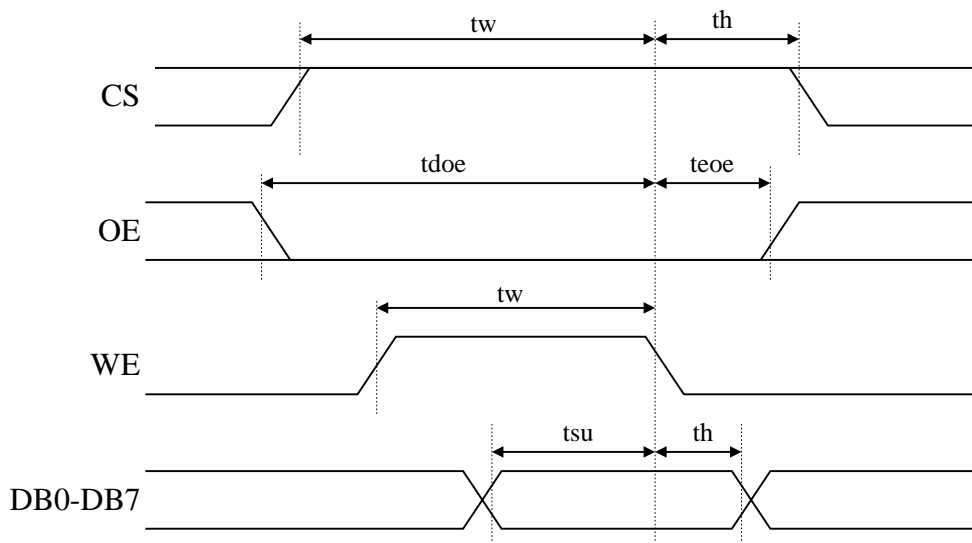 tw th
CS
tdoe teoe
OE
tw
WE
tsu th
DB0-DB7